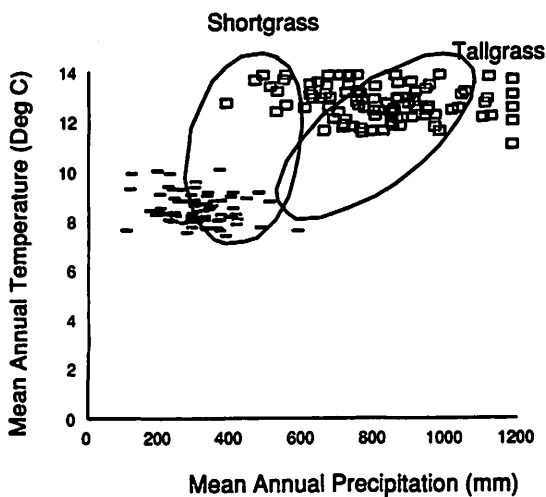 Shortgrass
Tallgrass
Mean Annual Temperature (Deg C)
14
12
10
8
6
4
2
0
0 200 400 600 800 1000 1200
Mean Annual Precipitation (mm)